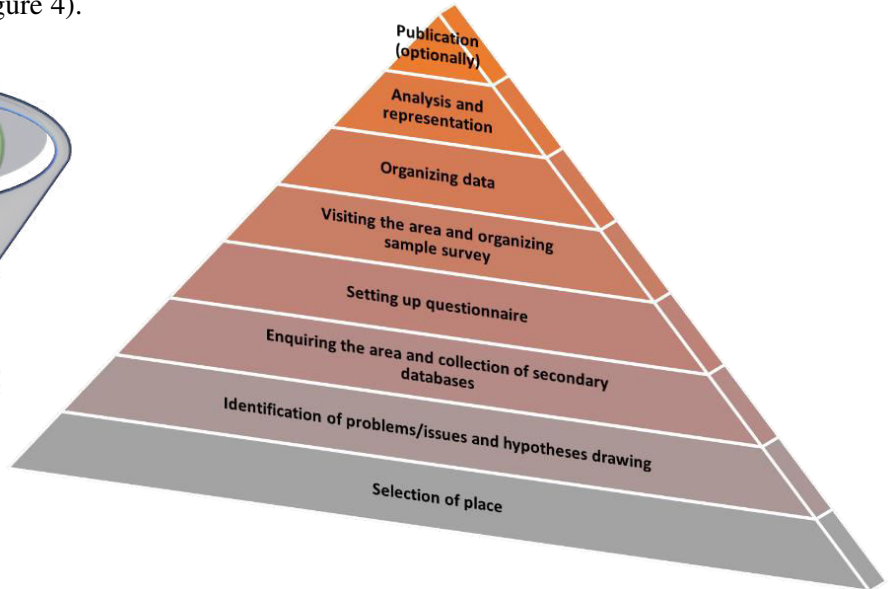 gure 4).
Publication
(optionally)
Analysis and
representation
Organizing data
Visiting the area and organizing
sample survey
Setting up questionnaire
Enquiring the area and collection of secondary
databases
Identification of problems/issues and hypotheses drawing
Selection of place